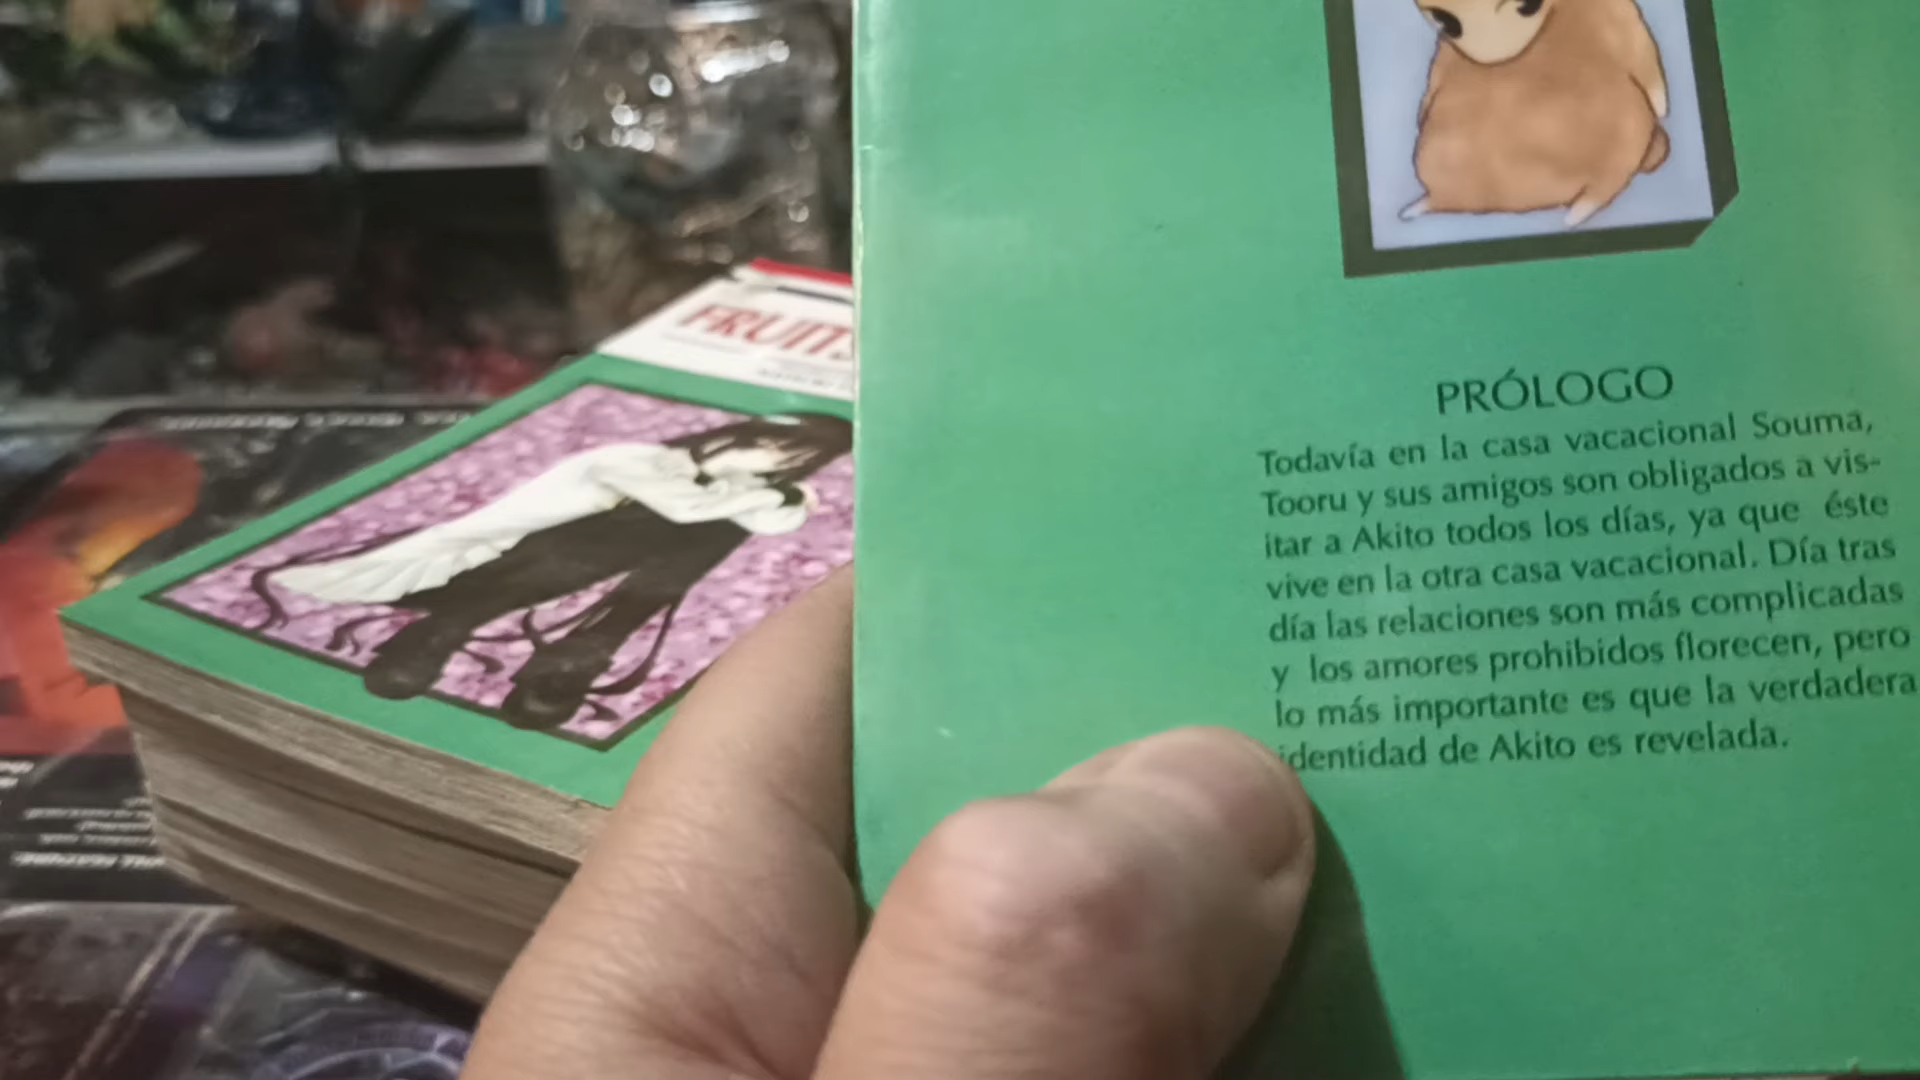 FRUITS
PRÓLOGO
Todavía en la casa vacacional Souma,
Tooru y sus amigos son obligados a vis-
itar a Akito todos los días, ya que éste
vive en la otra casa vacacional. Día tras
día las relaciones son más complicadas
y los amores prohibidos florecen, pero
lo más importante es que la verdadera
identidad de Akito es revelada.